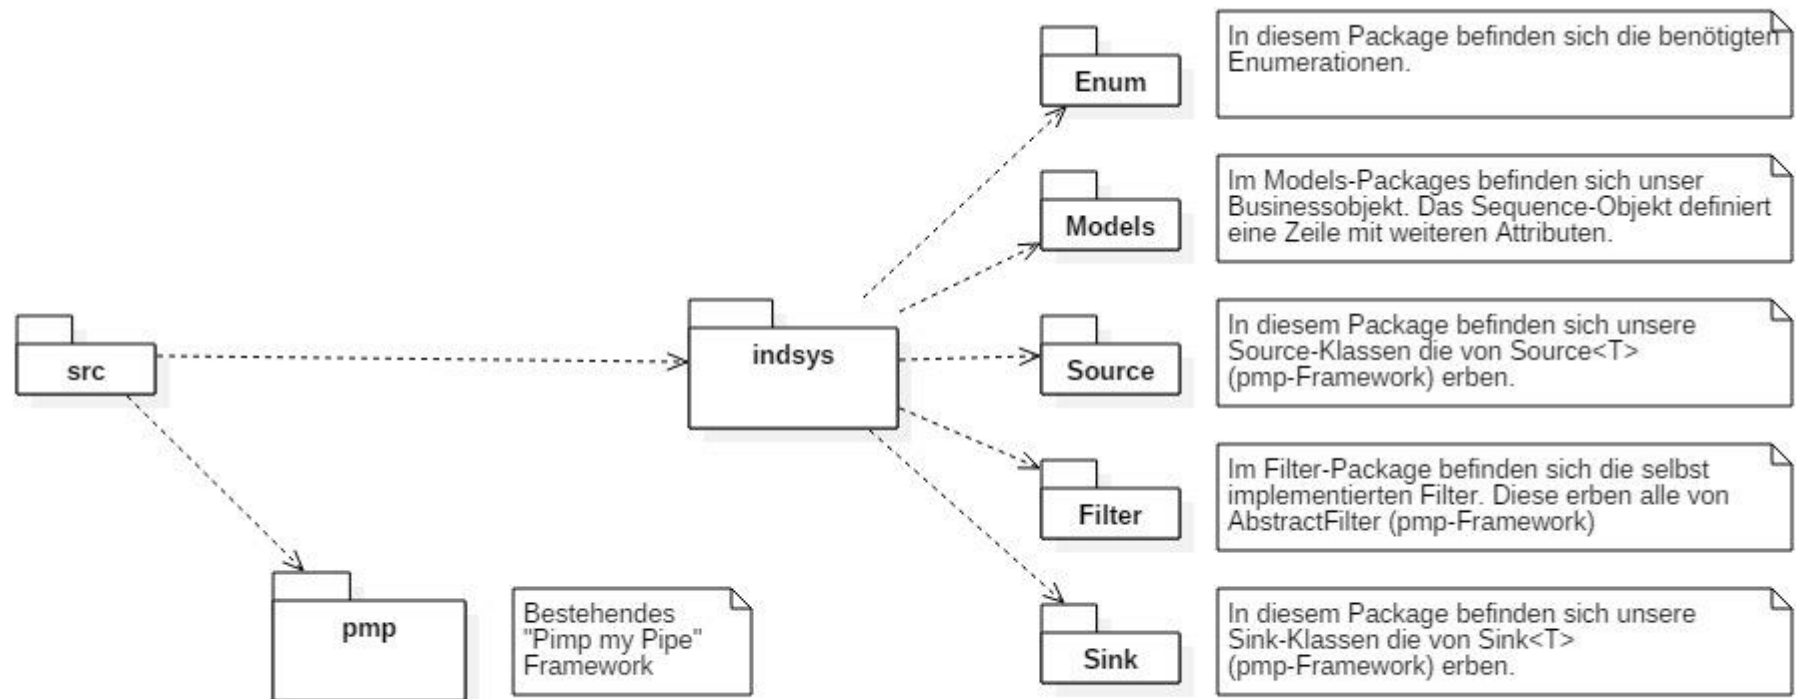 Enum
In diesem Package befinden sich die benötigten
Enumerationen.
Models
Im Models-Packages befinden sich unser
Businessobjekt. Das Sequence-Objekt definiert
eine Zeile mit weiteren Attributen.
src
indsys
Source
In diesem Package befinden sich unsere
Source-Klassen die von Source<T>
(pmp-Framework) erben.
Filter
Im Filter-Package befinden sich die selbst
implementierten Filter. Diese erben alle von
AbstractFilter (pmp-Framework)
pmp
Bestehendes
"Pimp my Pipe"
Framework
Sink
In diesem Package befinden sich unsere
Sink-Klassen die von Sink<T>
(pmp-Framework) erben.